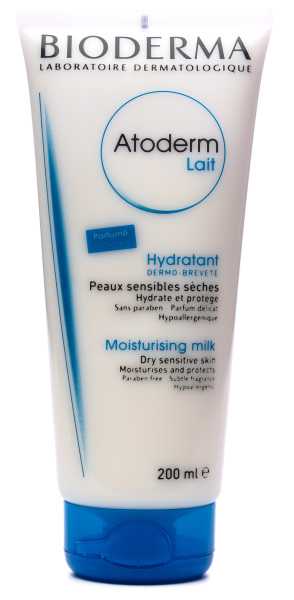 BIODERMA
LABORATOIRE DERMATOLOGIQUE
Atoderm
Lait
Parfumé
Hydratant
DERMO-BREVETÉ
Peaux sensibles sèches
Hydrate et protège
Sans paraben - Parfum délicat
Hypoallergénique
Moisturising milk
Dry sensitive skin
Moisturises and protects
Paraben free - Subtle fragrance
Hypoallergenic
200 ml e